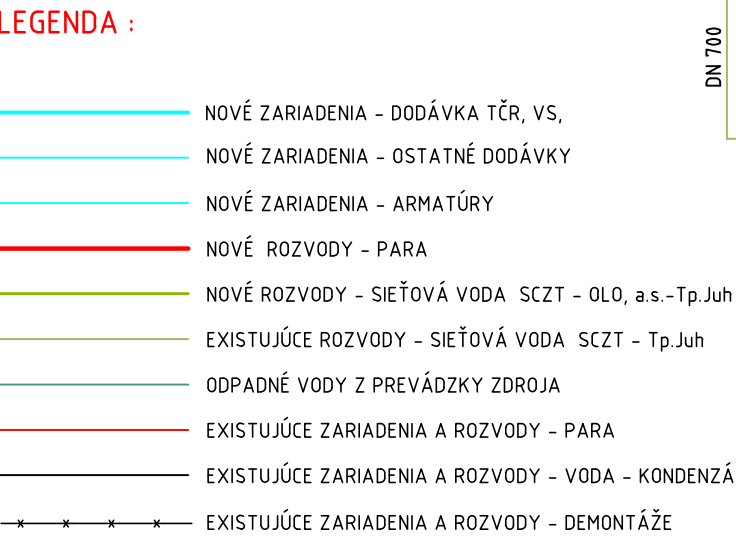 LEGENDA :
DN 700
NOVÉ ZARIADENIA - DODÁVKA TČR, VS,
NOVÉ ZARIADENIA - OSTATNÉ DODÁVKY
NOVÉ ZARIADENIA - ARMATÚRY
NOVÉ ROZVODY - PARA
NOVÉ ROZVODY - SIEŤOVÁ VODA SCZT - OLO, a.s.-Tp.Juh
EXISTUJÚCE ROZVODY - SIEŤOVÁ VODA SCZT - Tp.Juh
ODPADNÉ VODY Z PREVÁDZKY ZDROJA
EXISTUJÚCE ZARIADENIA A ROZVODY - PARA
EXISTUJÚCE ZARIADENIA A ROZVODY - VODA - KONDENZÁ
EXISTUJÚCE ZARIADENIA A ROZVODY - DEMONTÁŽE